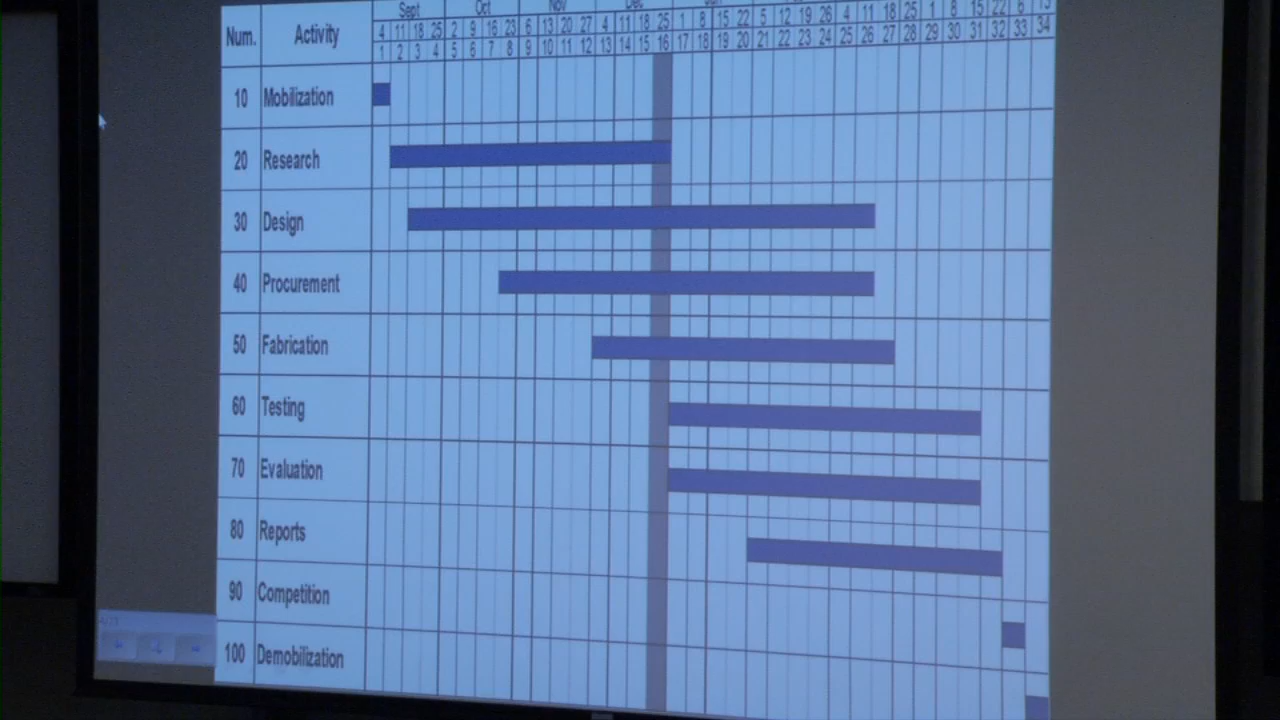 Sept Oct Nov Dec
Num. Activity 4 11 18 25 2 9 16 23 6 13 20 27 4 11 18 25 1 8 15 22 5 12 19 26 4 11 18 25 1 8 15 22 6 13
1 2 3 4 5 6 7 8 9 10 11 12 13 14 15 16 17 18 19 20 21 22 23 24 25 26 27 28 29 30 31 32 33 34
10 Mobilization
20 Research
30 Design
40 Procurement
50 Fabrication
60 Testing
70 Evaluation
80 Reports
90 Competition
100 Demobilization